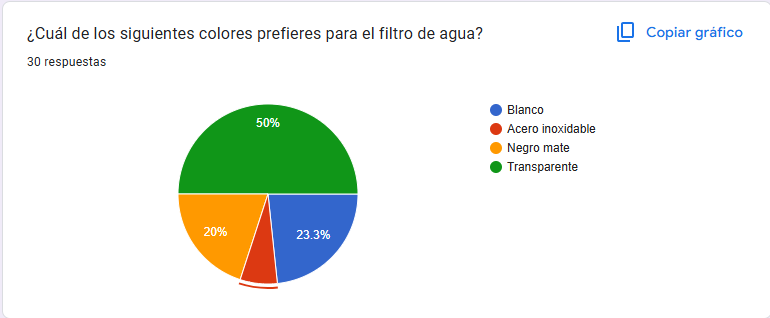 ¿Cuál de los siguientes colores prefieres para el filtro de agua?
Copiar gráfico
30 respuestas
50%
20%
23.3%
Blanco
Acero inoxidable
Negro mate
Transparente